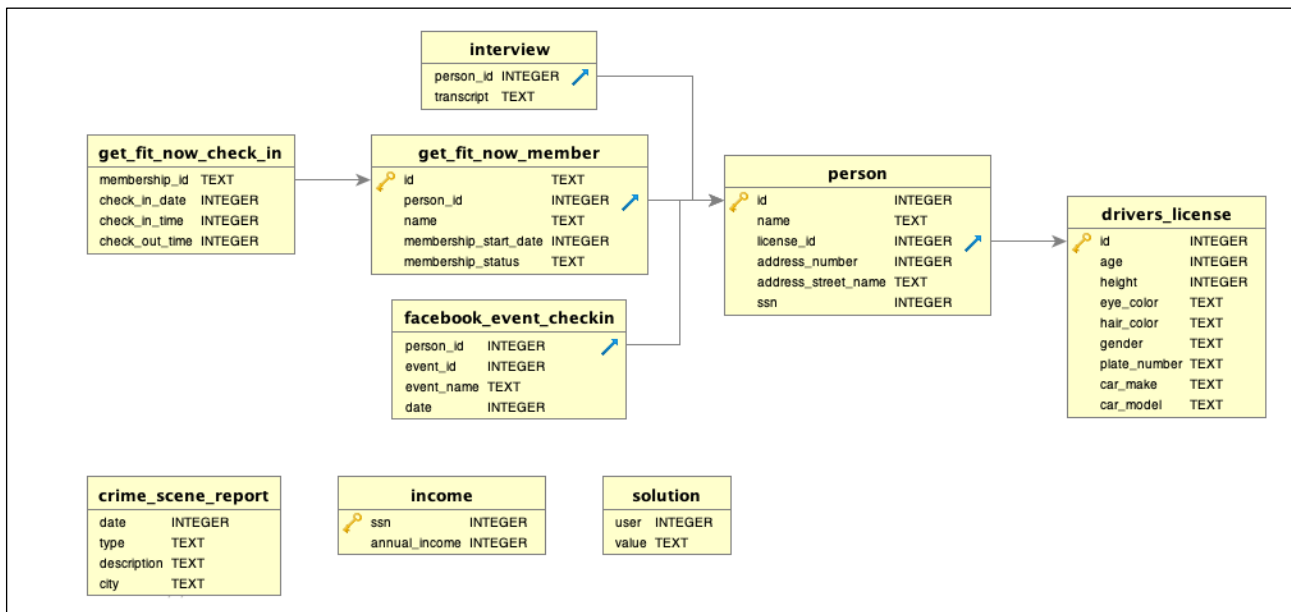 interview
person_id INTEGER
transcript TEXT
get_fit_now_check_in
membership_id TEXT
check_in_date INTEGER
check_in_time INTEGER
check_out_time INTEGER
get_fit_now_member
id TEXT
person_id INTEGER
name TEXT
membership_start_date INTEGER
membership_status TEXT
person
id INTEGER
name TEXT
license_id INTEGER
address_number INTEGER
address_street_name TEXT
ssn INTEGER
drivers_license
id INTEGER
age INTEGER
height INTEGER
eye_color TEXT
hair_color TEXT
gender TEXT
plate_number TEXT
car_make TEXT
car_model TEXT
facebook_event_checkin
person_id INTEGER
event_id INTEGER
event_name TEXT
date INTEGER
crime_scene_report
date INTEGER
type TEXT
description TEXT
city TEXT
income
ssn INTEGER
annual_income INTEGER
solution
user INTEGER
value TEXT